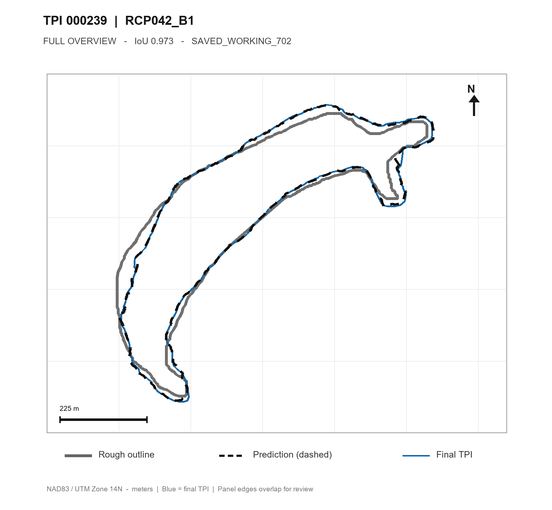 TPI 000239 | RCP042_B1
FULL OVERVIEW - IoU 0.973 - SAVED_WORKING_702
N
225 m
Rough outline
Prediction (dashed)
Final TPI
NAD83 / UTM Zone 14N - meters | Blue = final TPI | Panel edges overlap for review